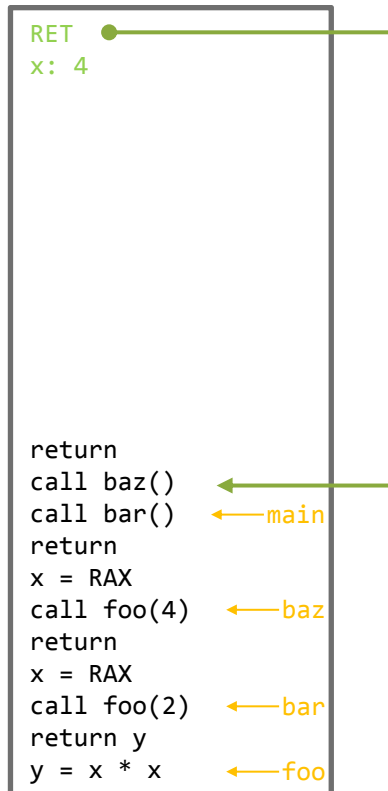 RET
x: 4
return
call baz()
call bar() main
return
x = RAX
call foo(4) baz
return
x = RAX
call foo(2) bar
return y
y = x * x foo